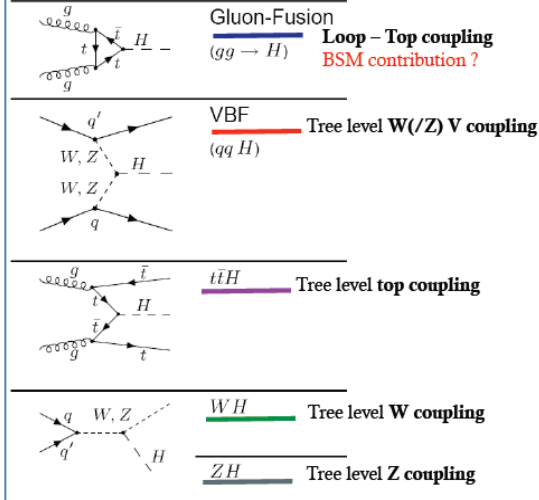 g
t̄
H
t
t
g
Gluon-Fusion
(gg → H)
Loop – Top coupling
BSM contribution ?
q'
W, Z
H
W, Z
q
VBF
(qq H)
Tree level W(/Z) V coupling
g
t̄
t
H
t̄
g
t
tt̄H
Tree level top coupling
q
W, Z
q'
H
WH
Tree level W coupling
ZH
Tree level Z coupling